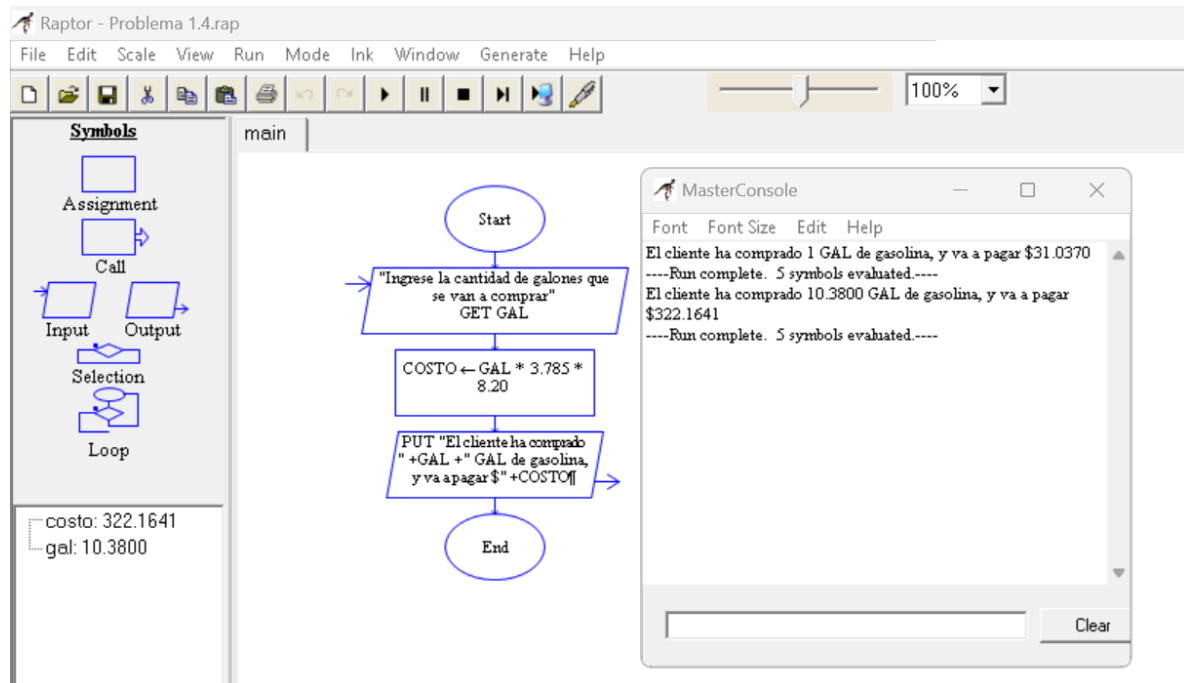 Raptor - Problema 1.4.rap
File Edit Scale View Run Mode Ink Window Generate Help
100%
Symbols
Assignment
Call
Input Output
Selection
Loop
costo: 322.1641
gal: 10.3800
main
Start
"Ingrese la cantidad de galones que
se van a comprar"
GET GAL
COSTO ← GAL * 3.785 *
8.20
PUT "El cliente ha comprado
" +GAL +" GAL de gasolina,
y va a pagar $" +COSTO¶
End
MasterConsole
Font Font Size Edit Help
El cliente ha comprado 1 GAL de gasolina, y va a pagar $31.0370
----Run complete. 5 symbols evaluated.----
El cliente ha comprado 10.3800 GAL de gasolina, y va a pagar
$322.1641
----Run complete. 5 symbols evaluated.----
Clear